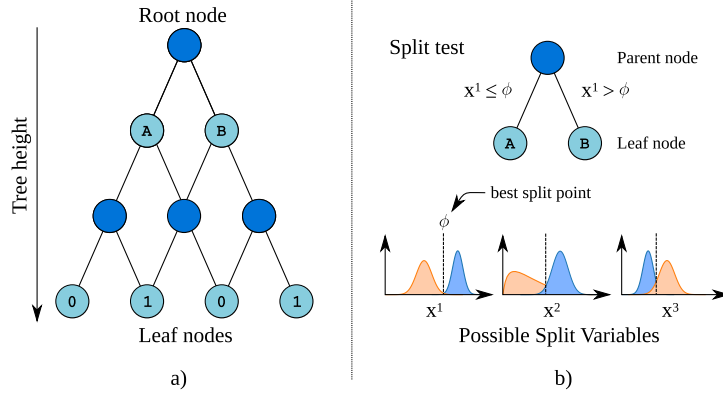 Root node
Tree height
A
B
0
1
0
1
Leaf nodes
a)
Split test
Parent node
x¹ ≤ ϕ
x¹ > ϕ
A
B
Leaf node
best split point
ϕ
x¹
x²
x³
Possible Split Variables
b)